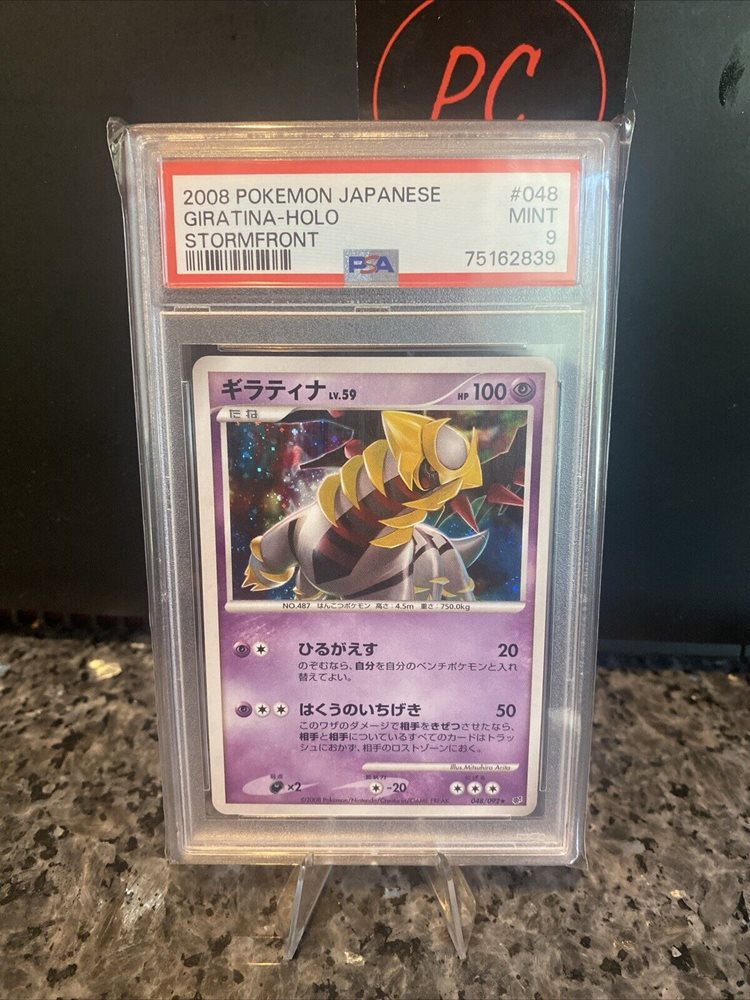 PC
2008 POKEMON JAPANESE #048
GIRATINA-HOLO MINT
STORMFRONT 9
PSA 75162839
ギラティナ LV.59 HP 100
たね
NO.487 はんこつポケモン 高さ:4.5m 重さ:750.0kg
ひるがえす 20
のぞむなら、自分を自分のベンチポケモンと入れ
替えてよい。
はくうのいちげき 50
このワザのダメージで相手をきぜつさせたなら、
相手と相手についているすべてのカードはトラッ
シュにおかず、相手のロストゾーンにおく。
Illus.Mitsuhiro Arita
弱点 抵抗力 にげる
×2 -20
©2008 Pokémon/Nintendo/Creatures/GAME FREAK. 048/092★